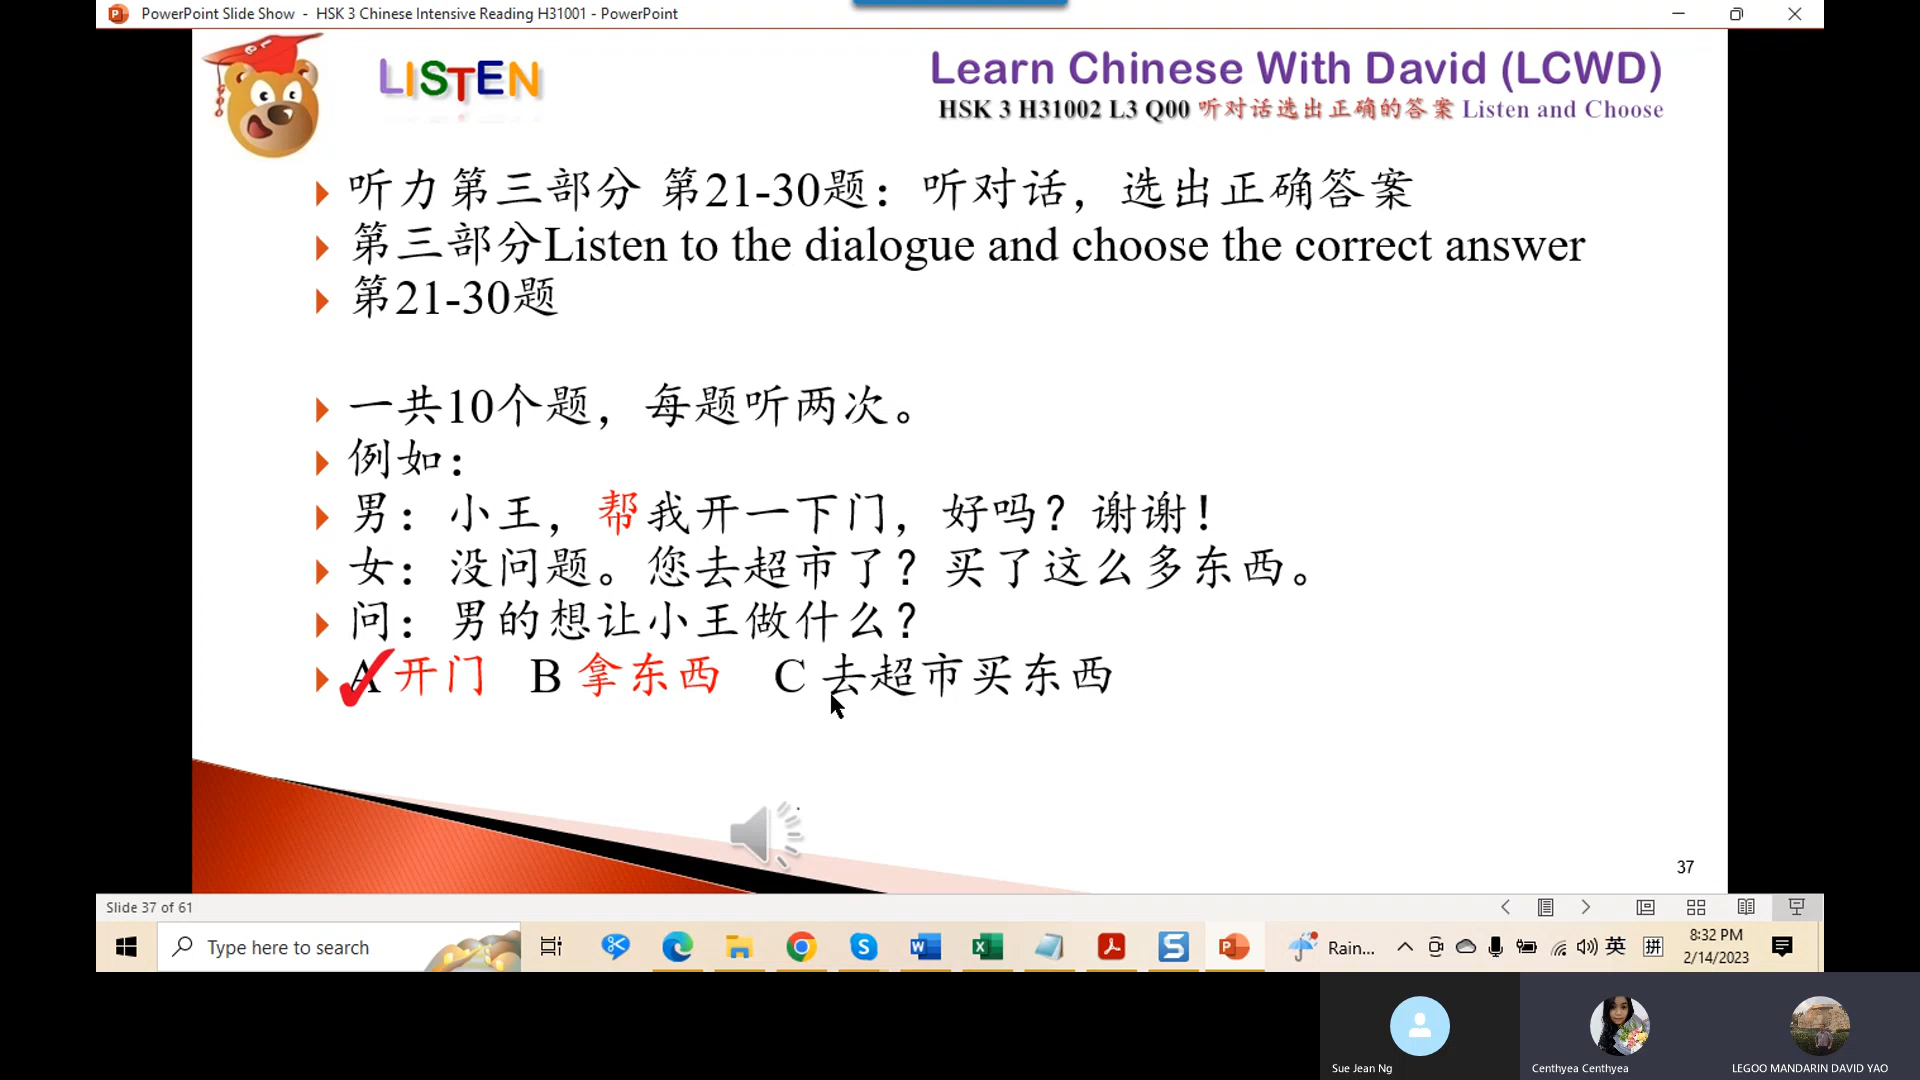 PowerPoint Slide Show - HSK 3 Chinese Intensive Reading H31001 - PowerPoint
LISTEN
Learn Chinese With David (LCWD)
HSK 3 H31002 L3 Q00 听对话选出正确的答案 Listen and Choose
听力第三部分 第21-30题：听对话，选出正确答案
第三部分Listen to the dialogue and choose the correct answer
第21-30题
一共10个题，每题听两次。
例如：
男：小王，帮我开一下门，好吗？谢谢！
女：没问题。您去超市了？买了这么多东西。
问：男的想让小王做什么？
A 开门 B 拿东西 C 去超市买东西
37
Slide 37 of 61
Type here to search
Rain...
英
拼
8:32 PM
2/14/2023
Sue Jean Ng
Centhyea Centhyea
LEGOO MANDARIN DAVID YAO